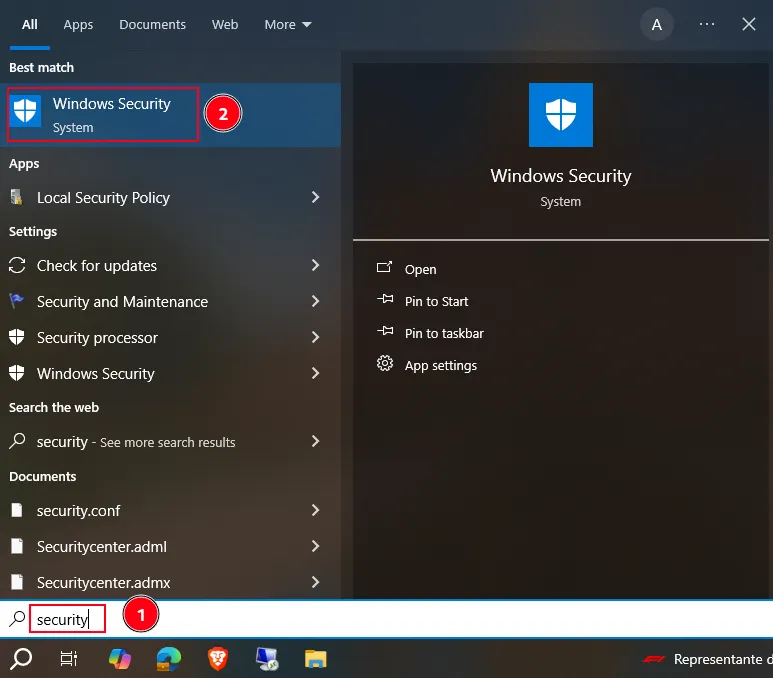 All Apps Documents Web More A
Best match
Windows Security
System
2
Apps
Local Security Policy
Settings
Check for updates
Security and Maintenance
Security processor
Windows Security
Search the web
security - See more search results
Documents
security.conf
Securitycenter.adml
Securitycenter.admx
Windows Security
System
Open
Pin to Start
Pin to taskbar
App settings
security
1
Representante d